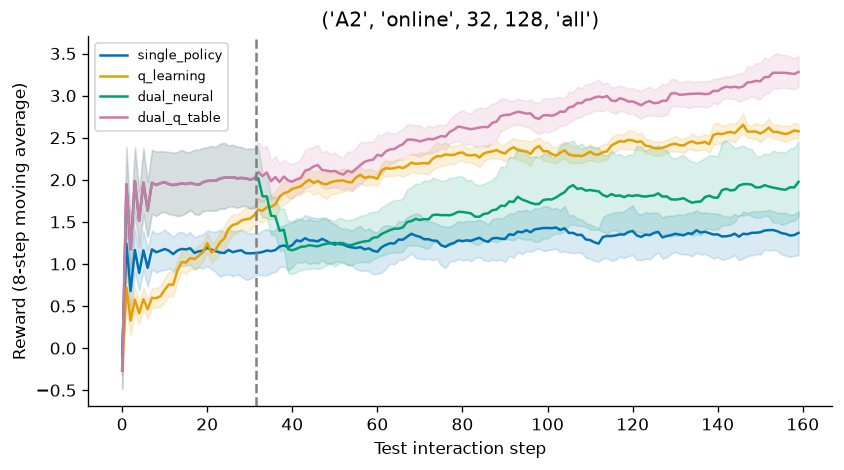 ('A2', 'online', 32, 128, 'all')
single_policy
q_learning
dual_neural
dual_q_table
Reward (8-step moving average)
3.5
3.0
2.5
2.0
1.5
1.0
0.5
0.0
−0.5
0 20 40 60 80 100 120 140 160
Test interaction step